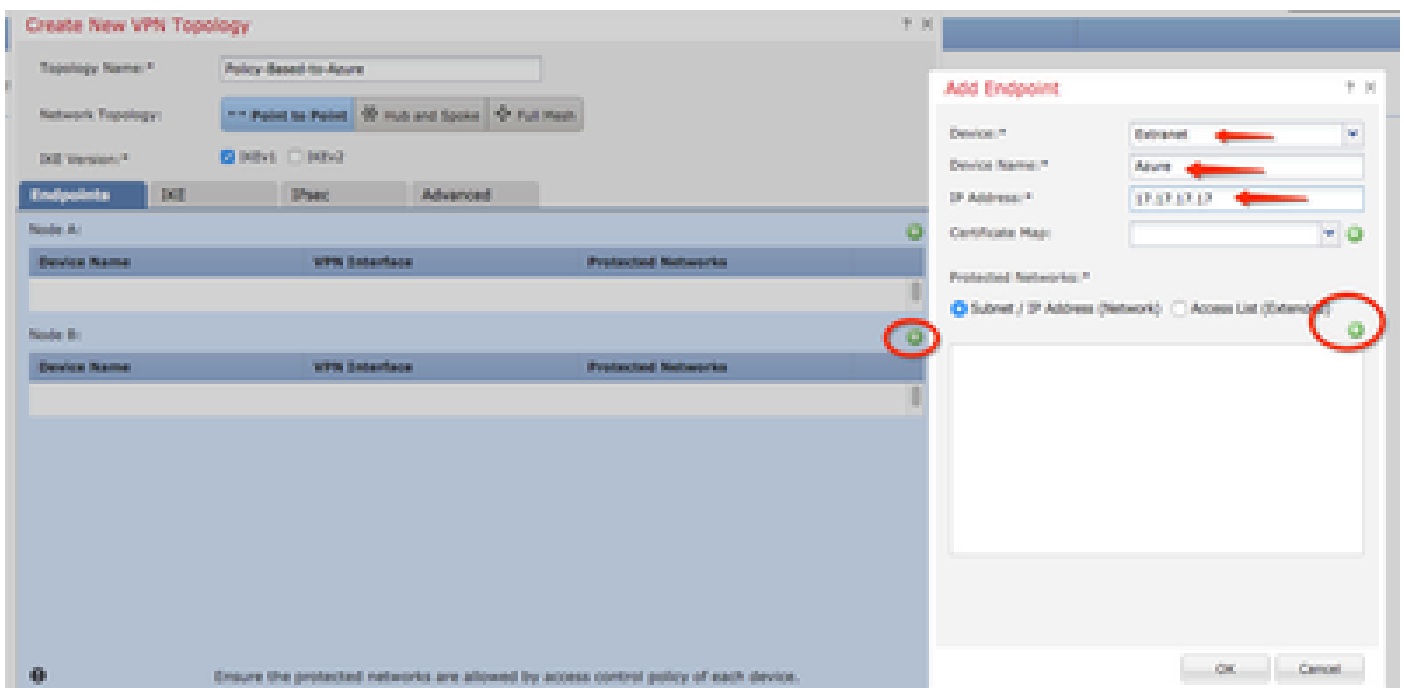 Create New VPN Topology
? X
Topology Name:*
Policy-Based-to-Azure
Network Topology:
Point to Point
Hub and Spoke
Full Mesh
IKE Version:*
IKEv1
IKEv2
Endpoints
IKE
IPsec
Advanced
Node A:
Device Name
VPN Interface
Protected Networks
Node B:
Device Name
VPN Interface
Protected Networks
Ensure the protected networks are allowed by access control policy of each device.
Add Endpoint
? X
Device:*
Extranet
Device Name:*
Azure
IP Address:*
17.17.17.17
Certificate Map:
Protected Networks:*
Subnet / IP Address (Network)
Access List (Extended)
OK
Cancel